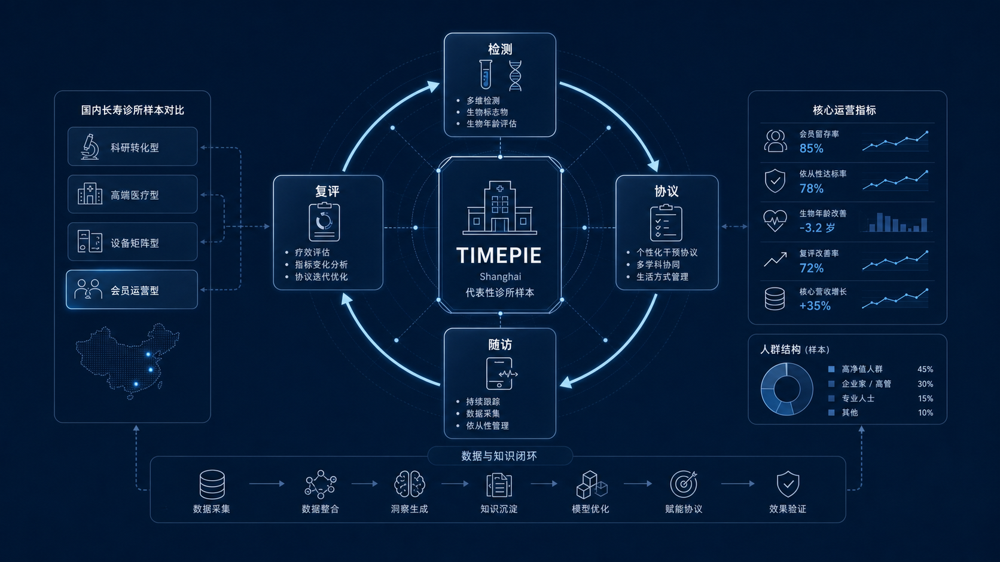 国内长寿诊所样本对比
科研转化型
高端医疗型
设备矩阵型
会员运营型
检测
• 多维检测
• 生物标志物
• 生物年龄评估
复评
• 疗效评估
• 指标变化分析
• 协议迭代优化
TIMEPIE
Shanghai
代表性诊所样本
协议
• 个性化干预协议
• 多学科协同
• 生活方式管理
随访
• 持续跟踪
• 数据采集
• 依从性管理
核心运营指标
会员留存率
85%
依从性达标率
78%
生物年龄改善
-3.2 岁
复评改善率
72%
核心营收增长
+35%
人群结构 (样本)
高净值人群 45%
企业家 / 高管 30%
专业人士 15%
其他 10%
数据与知识闭环
数据采集
数据整合
洞察生成
知识沉淀
模型优化
赋能协议
效果验证